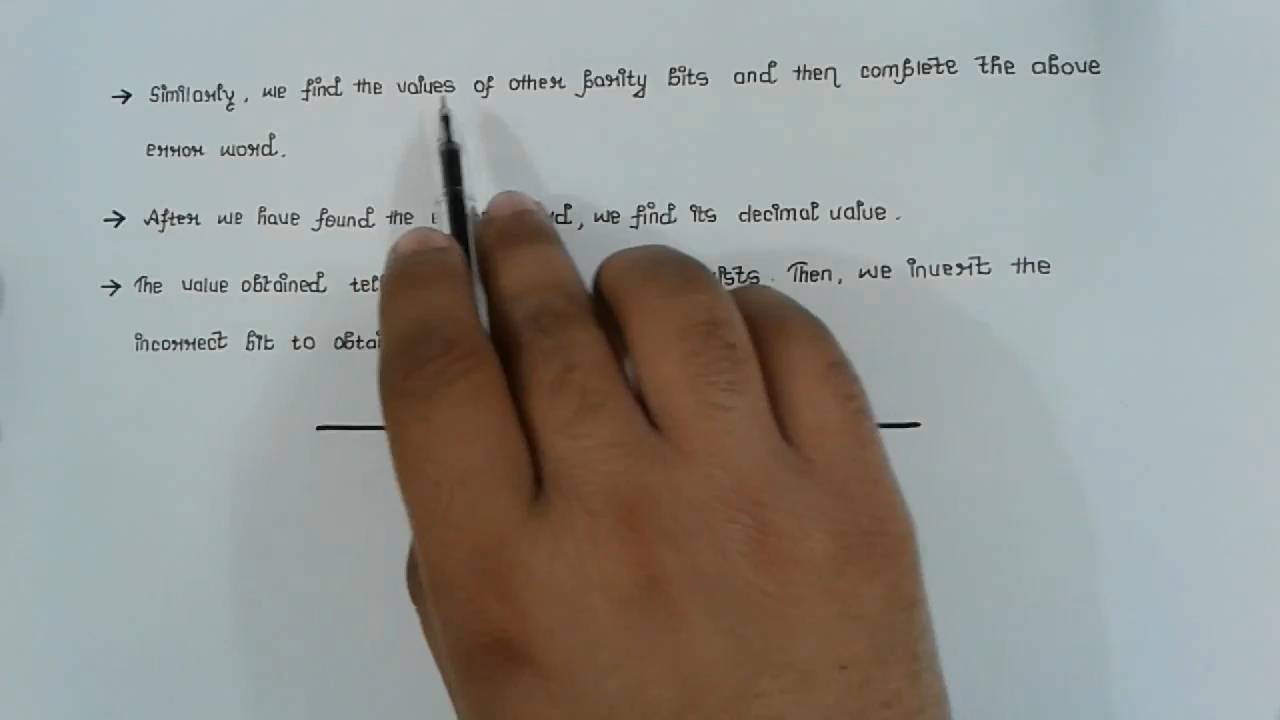 → Similarly, we find the values of other parity bits and then complete the above
error word.
→ After we have found the , we find its decimal value.
→ The value obtained Then, we invert the
incorrect bit to